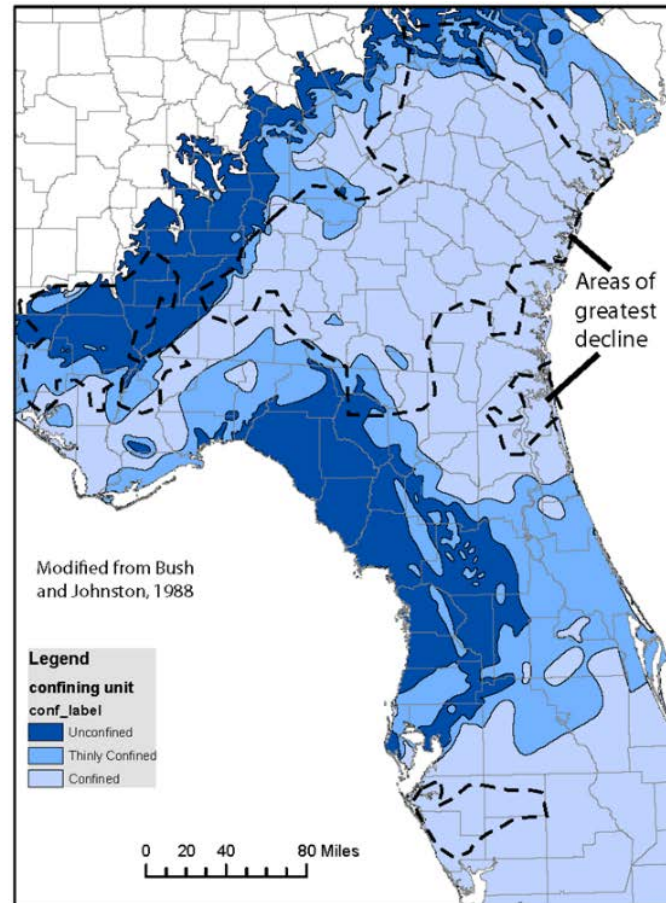 Areas of
greatest
decline
Modified from Bush
and Johnston, 1988
Legend
confining unit
conf_label
Unconfined
Thinly Confined
Confined
0 20 40 80 Miles